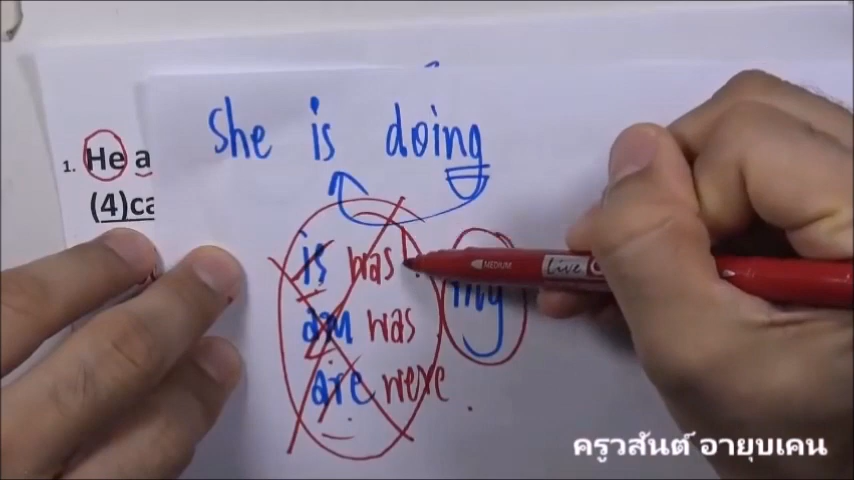 She is doing
1. He a
(4)ca
is was
am was
are were
ing
MEDIUM Live
ครูวสันต์ อายุบเคน